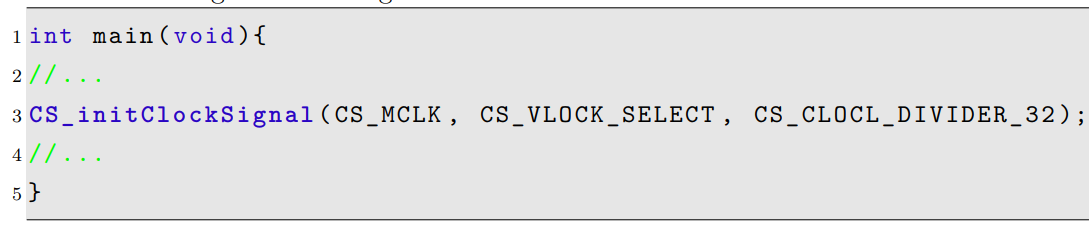 1 int main(void){
2 //...
3 CS_initClockSignal(CS_MCLK, CS_VLOCK_SELECT, CS_CLOCL_DIVIDER_32);
4 //...
5 }